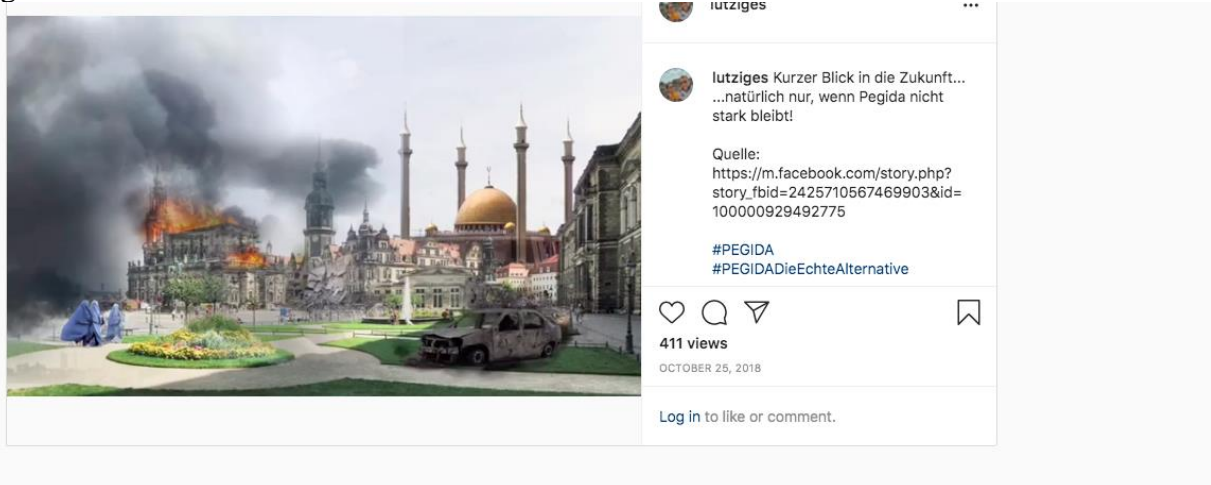 lutziges
...
lutziges Kurzer Blick in die Zukunft...
...natürlich nur, wenn Pegida nicht
stark bleibt!
Quelle:
https://m.facebook.com/story.php?
story_fbid=2425710567469903&id=
100000929492775
#PEGIDA
#PEGIDADieEchteAlternative
411 views
OCTOBER 25, 2018
Log in to like or comment.